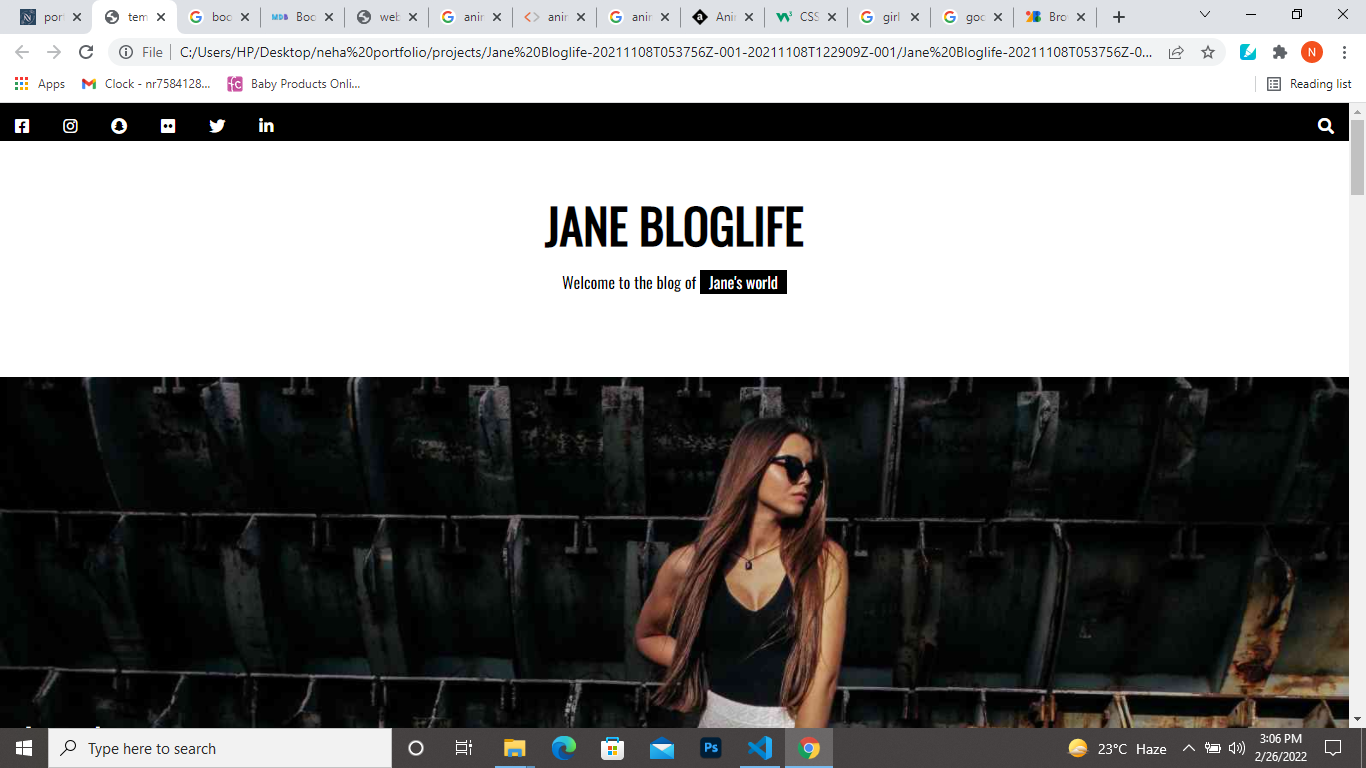 port
tem
boo
MDB Boo
web
anir
anir
anir
a Ani
CSS
girl
goo
Bro
File C:/Users/HP/Desktop/neha%20portfolio/projects/Jane%20Bloglife-20211108T053756Z-001-20211108T122909Z-001/Jane%20Bloglife-20211108T053756Z-0...
N
Apps Clock - nr7584128... fc Baby Products Onli... Reading list
JANE BLOGLIFE
Welcome to the blog of Jane's world
Type here to search
Ps
23°C Haze
3:06 PM
2/26/2022